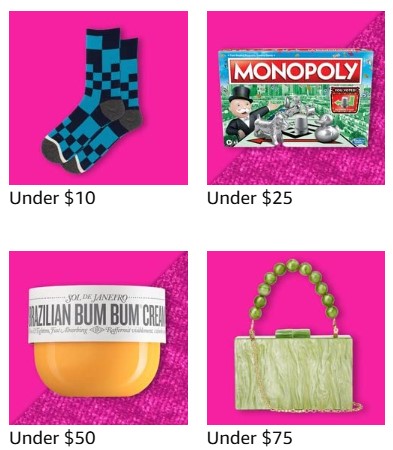 MONOPOLY
Under $10
Under $25
SOL DE JANEIRO
BRAZILIAN BUM BUM CREAM
Under $50
Under $75